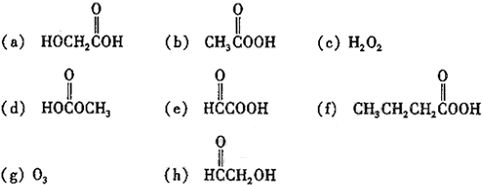 O O
(a) HOCH₂COH (b) CH₃COOH (c) H₂O₂
O O O
(d) HOCOCH₃ (e) HCCOOH (f) CH₃CH₂CH₂COOH
O
(g) O₃ (h) HCCH₂OH